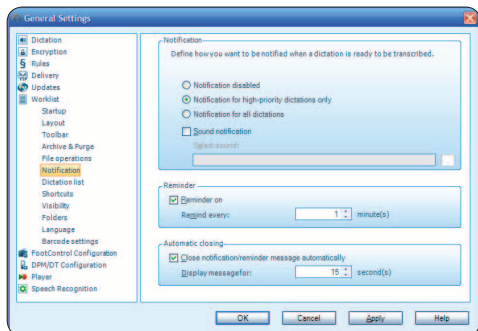 General Settings
Dictation
Encryption
§ Rules
Delivery
Updates
Worklist
Startup
Layout
Toolbar
Archive & Purge
File operations
Notification
Dictation list
Shortcuts
Visibility
Folders
Language
Barcode settings
FootControl Configuration
DPM/DT Configuration
Player
Speech Recognition
Notification
Define how you want to be notified when a dictation is ready to be transcribed.
Notification disabled
Notification for high-priority dictations only
Notification for all dictations
Sound notification
Select sound:
...
Reminder
Reminder on
Remind every: 1 minute(s)
Automatic closing
Close notification/reminder message automatically
Display message for: 15 second(s)
OK Cancel Apply Help